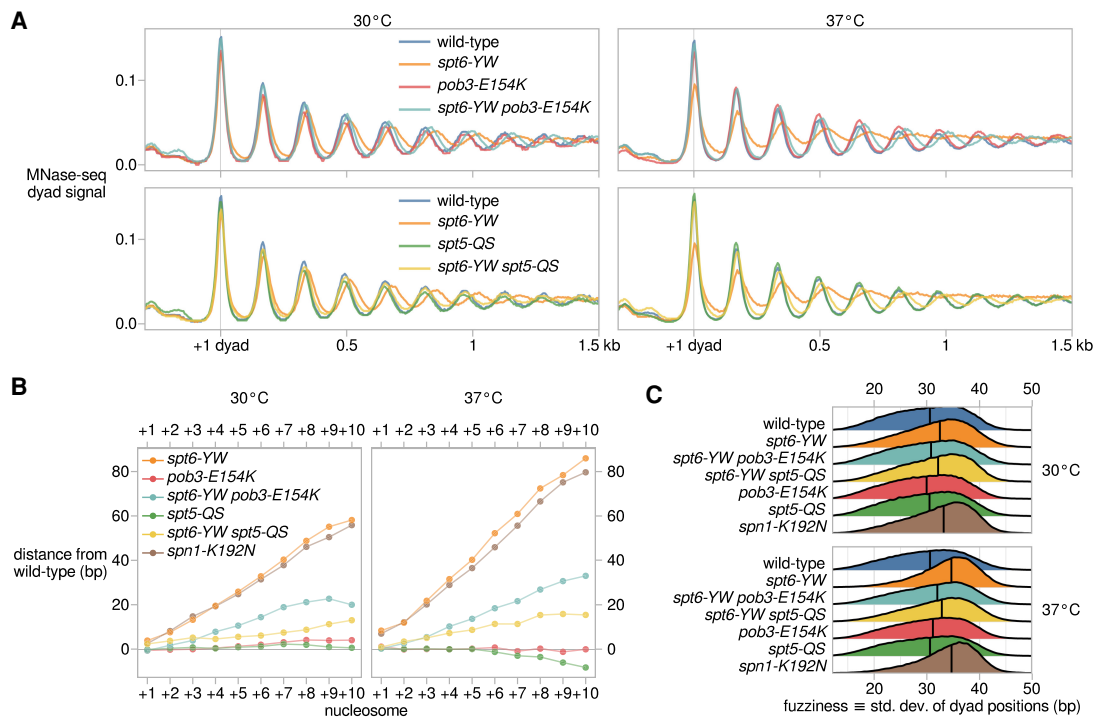 A
30°C
37°C
wild-type
spt6-YW
pob3-E154K
spt6-YW pob3-E154K
0.1
0.0
MNase-seq
dyad signal
wild-type
spt6-YW
spt5-QS
spt6-YW spt5-QS
0.1
0.0
+1 dyad
0.5
1
1.5 kb
+1 dyad
0.5
1
1.5 kb
B
30°C
37°C
+1 +2 +3 +4 +5 +6 +7 +8 +9 +10
+1 +2 +3 +4 +5 +6 +7 +8 +9 +10
spt6-YW
pob3-E154K
spt6-YW pob3-E154K
spt5-QS
spt6-YW spt5-QS
spn1-K192N
80
60
40
20
0
80
60
40
20
0
distance from
wild-type (bp)
+1 +2 +3 +4 +5 +6 +7 +8 +9 +10
+1 +2 +3 +4 +5 +6 +7 +8 +9 +10
nucleosome
C
20 30 40 50
wild-type
spt6-YW
spt6-YW pob3-E154K
spt6-YW spt5-QS
pob3-E154K
spt5-QS
spn1-K192N
30°C
wild-type
spt6-YW
spt6-YW pob3-E154K
spt6-YW spt5-QS
pob3-E154K
spt5-QS
spn1-K192N
37°C
20 30 40 50
fuzziness ≡ std. dev. of dyad positions (bp)